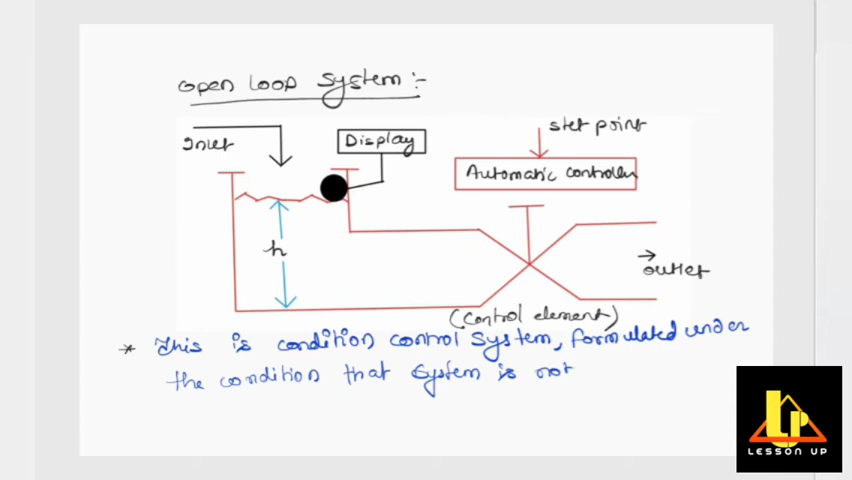 open loop System :-
Inlet
Display
stet point
Automatic controller
h
outlet
(control element)
* This is condition control System, formulated under
the condition that System is not
LESSON UP